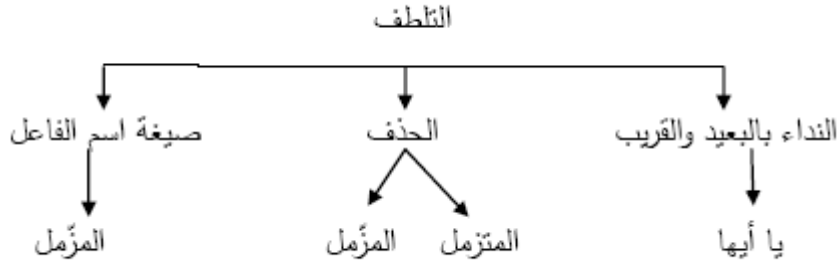 التلطف
النداء بالبعيد والقريب الحذف صيغة اسم الفاعل
يا أيها المتزمل المزّمل المزّمل